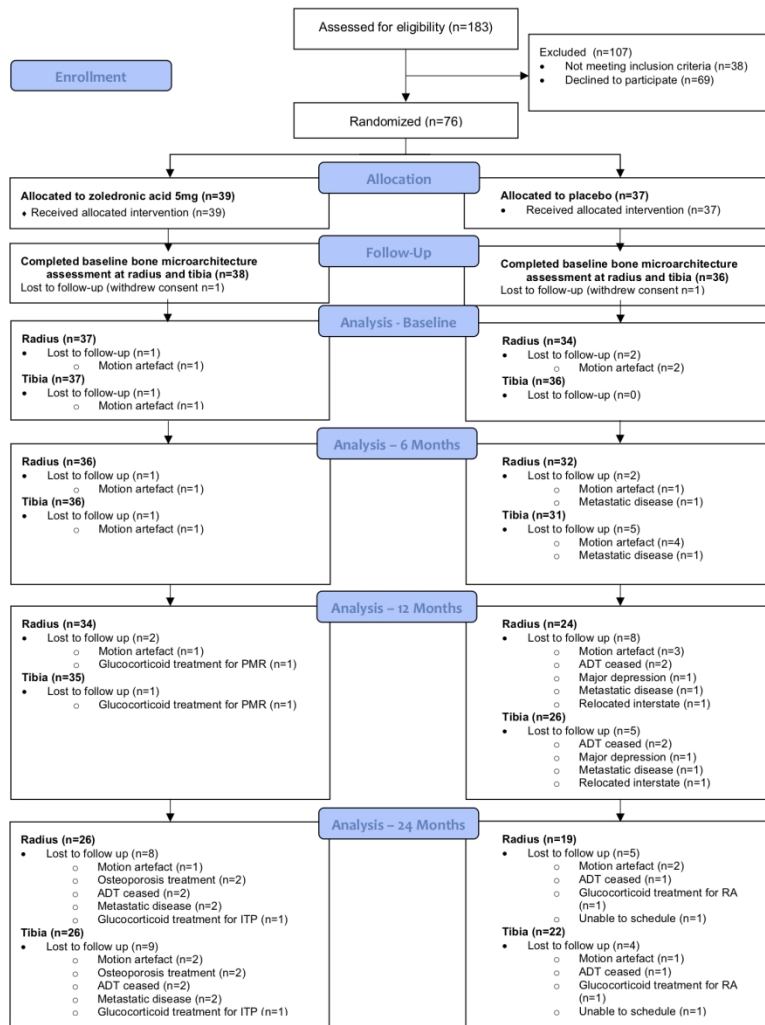 Assessed for eligibility (n=183)
Excluded (n=107)
• Not meeting inclusion criteria (n=38)
• Declined to participate (n=69)
Enrollment
Randomized (n=76)
Allocation
Allocated to zoledronic acid 5mg (n=39)
♦ Received allocated intervention (n=39)
Allocated to placebo (n=37)
• Received allocated intervention (n=37)
Follow-Up
Completed baseline bone microarchitecture
assessment at radius and tibia (n=38)
Lost to follow-up (withdrew consent n=1)
Completed baseline bone microarchitecture
assessment at radius and tibia (n=36)
Lost to follow-up (withdrew consent n=1)
Analysis - Baseline
Radius (n=37)
• Lost to follow-up (n=1)
o Motion artefact (n=1)
Tibia (n=37)
• Lost to follow-up (n=1)
o Motion artefact (n=1)
Radius (n=34)
• Lost to follow-up (n=2)
o Motion artefact (n=2)
Tibia (n=36)
• Lost to follow-up (n=0)
Analysis – 6 Months
Radius (n=36)
• Lost to follow up (n=1)
o Motion artefact (n=1)
Tibia (n=36)
• Lost to follow up (n=1)
o Motion artefact (n=1)
Radius (n=32)
• Lost to follow up (n=2)
o Motion artefact (n=1)
o Metastatic disease (n=1)
Tibia (n=31)
• Lost to follow up (n=5)
o Motion artefact (n=4)
o Metastatic disease (n=1)
Analysis – 12 Months
Radius (n=34)
• Lost to follow up (n=2)
o Motion artefact (n=1)
o Glucocorticoid treatment for PMR (n=1)
Tibia (n=35)
• Lost to follow up (n=1)
o Glucocorticoid treatment for PMR (n=1)
Radius (n=24)
• Lost to follow up (n=8)
o Motion artefact (n=3)
o ADT ceased (n=2)
o Major depression (n=1)
o Metastatic disease (n=1)
o Relocated interstate (n=1)
Tibia (n=26)
• Lost to follow up (n=5)
o ADT ceased (n=2)
o Major depression (n=1)
o Metastatic disease (n=1)
o Relocated interstate (n=1)
Analysis – 24 Months
Radius (n=26)
• Lost to follow up (n=8)
o Motion artefact (n=1)
o Osteoporosis treatment (n=2)
o ADT ceased (n=2)
o Metastatic disease (n=2)
o Glucocorticoid treatment for ITP (n=1)
Tibia (n=26)
• Lost to follow up (n=9)
o Motion artefact (n=2)
o Osteoporosis treatment (n=2)
o ADT ceased (n=2)
o Metastatic disease (n=2)
o Glucocorticoid treatment for ITP (n=1)
Radius (n=19)
• Lost to follow up (n=5)
o Motion artefact (n=2)
o ADT ceased (n=1)
o Glucocorticoid treatment for RA
(n=1)
o Unable to schedule (n=1)
Tibia (n=22)
• Lost to follow up (n=4)
o Motion artefact (n=1)
o ADT ceased (n=1)
o Glucocorticoid treatment for RA
(n=1)
o Unable to schedule (n=1)